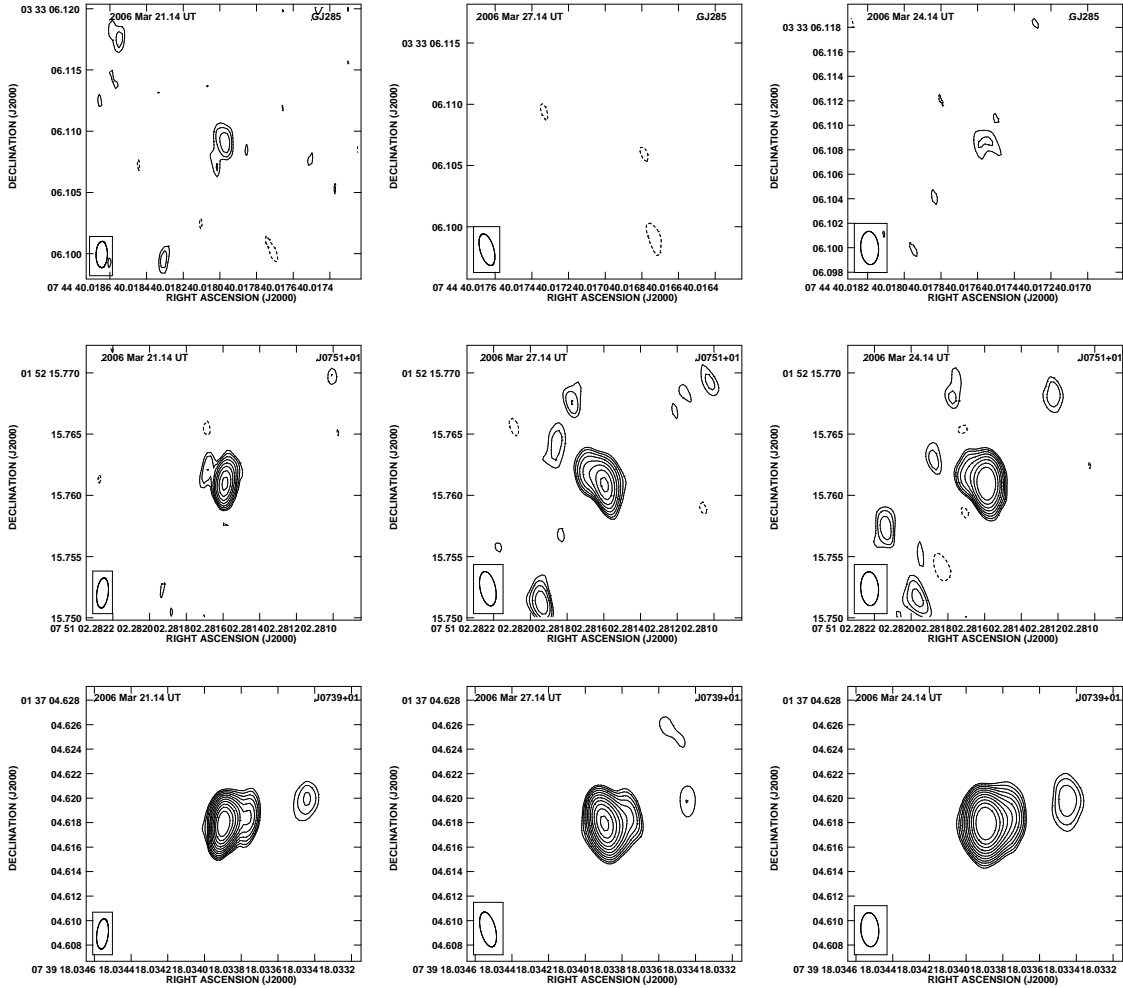 2006 Mar 21.14 UT GJ285
DECLINATION (J2000)
03 33 06.120
06.115
06.110
06.105
06.100
07 44 40.0186 40.0184 40.0182 40.0180 40.0178 40.0176 40.0174
RIGHT ASCENSION (J2000)
2006 Mar 27.14 UT GJ285
DECLINATION (J2000)
03 33 06.115
06.110
06.105
06.100
07 44 40.0176 40.0174 40.0172 40.0170 40.0168 40.0166 40.0164
RIGHT ASCENSION (J2000)
2006 Mar 24.14 UT GJ285
DECLINATION (J2000)
03 33 06.118
06.116
06.114
06.112
06.110
06.108
06.106
06.104
06.102
06.100
06.098
07 44 40.0182 40.0180 40.0178 40.0176 40.0174 40.0172 40.0170
RIGHT ASCENSION (J2000)
2006 Mar 21.14 UT J0751+01
DECLINATION (J2000)
01 52 15.770
15.765
15.760
15.755
15.750
07 51 02.2822 02.2820 02.2818 02.2816 02.2814 02.2812 02.2810
RIGHT ASCENSION (J2000)
2006 Mar 27.14 UT J0751+01
DECLINATION (J2000)
01 52 15.770
15.765
15.760
15.755
15.750
07 51 02.2822 02.2820 02.2818 02.2816 02.2814 02.2812 02.2810
RIGHT ASCENSION (J2000)
2006 Mar 24.14 UT J0751+01
DECLINATION (J2000)
01 52 15.770
15.765
15.760
15.755
15.750
07 51 02.2822 02.2820 02.2818 02.2816 02.2814 02.2812 02.2810
RIGHT ASCENSION (J2000)
2006 Mar 21.14 UT J0739+01
DECLINATION (J2000)
01 37 04.628
04.626
04.624
04.622
04.620
04.618
04.616
04.614
04.612
04.610
04.608
07 39 18.0346 18.0344 18.0342 18.0340 18.0338 18.0336 18.0334 18.0332
RIGHT ASCENSION (J2000)
2006 Mar 27.14 UT J0739+01
DECLINATION (J2000)
01 37 04.628
04.626
04.624
04.622
04.620
04.618
04.616
04.614
04.612
04.610
04.608
07 39 18.0346 18.0344 18.0342 18.0340 18.0338 18.0336 18.0334 18.0332
RIGHT ASCENSION (J2000)
2006 Mar 24.14 UT J0739+01
DECLINATION (J2000)
01 37 04.628
04.626
04.624
04.622
04.620
04.618
04.616
04.614
04.612
04.610
04.608
07 39 18.0346 18.0344 18.0342 18.0340 18.0338 18.0336 18.0334 18.0332
RIGHT ASCENSION (J2000)